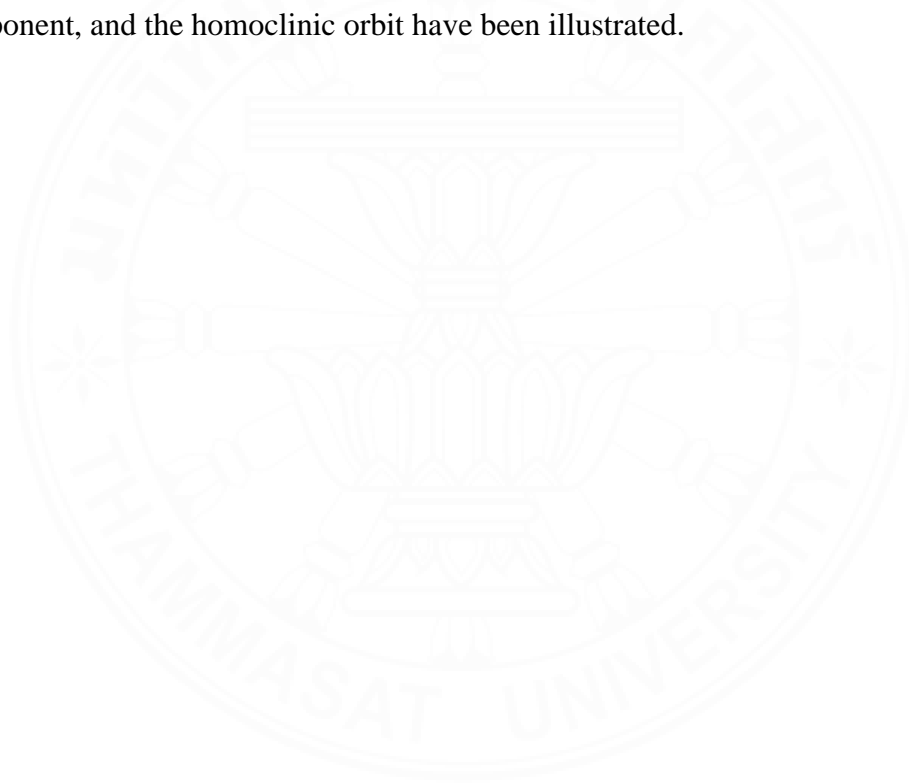 ponent, and the homoclinic orbit have been illustrated.
THAMMASAT UNIVERSITY